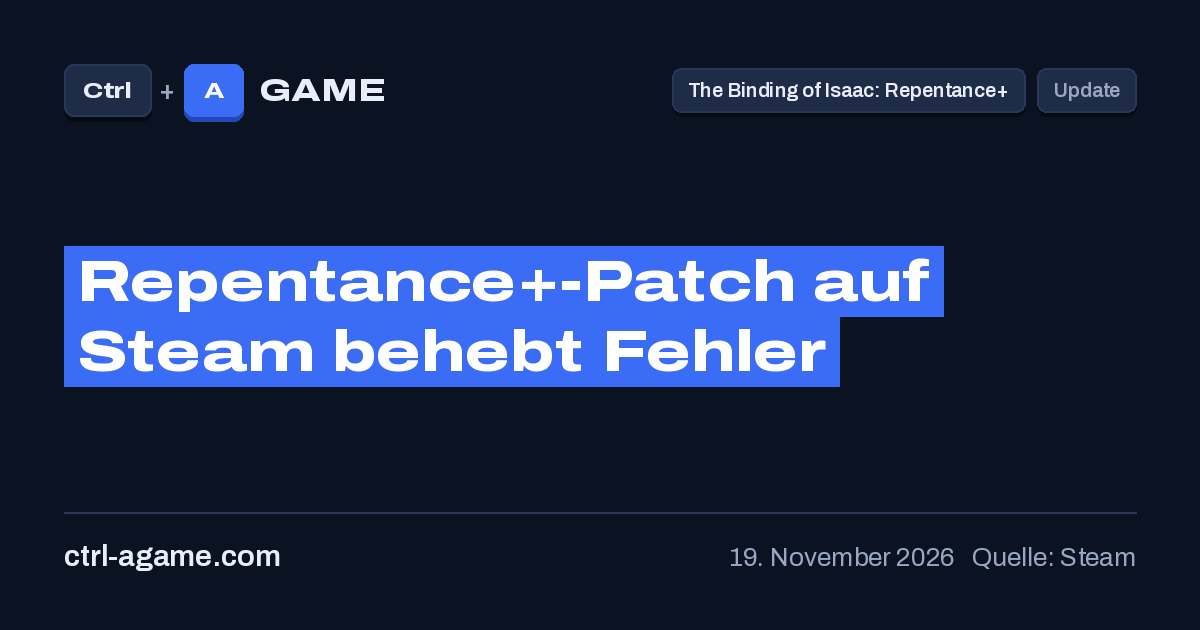 Ctrl + A GAME
The Binding of Isaac: Repentance+ Update
Repentance+-Patch auf
Steam behebt Fehler
ctrl-agame.com
19. November 2026 Quelle: Steam